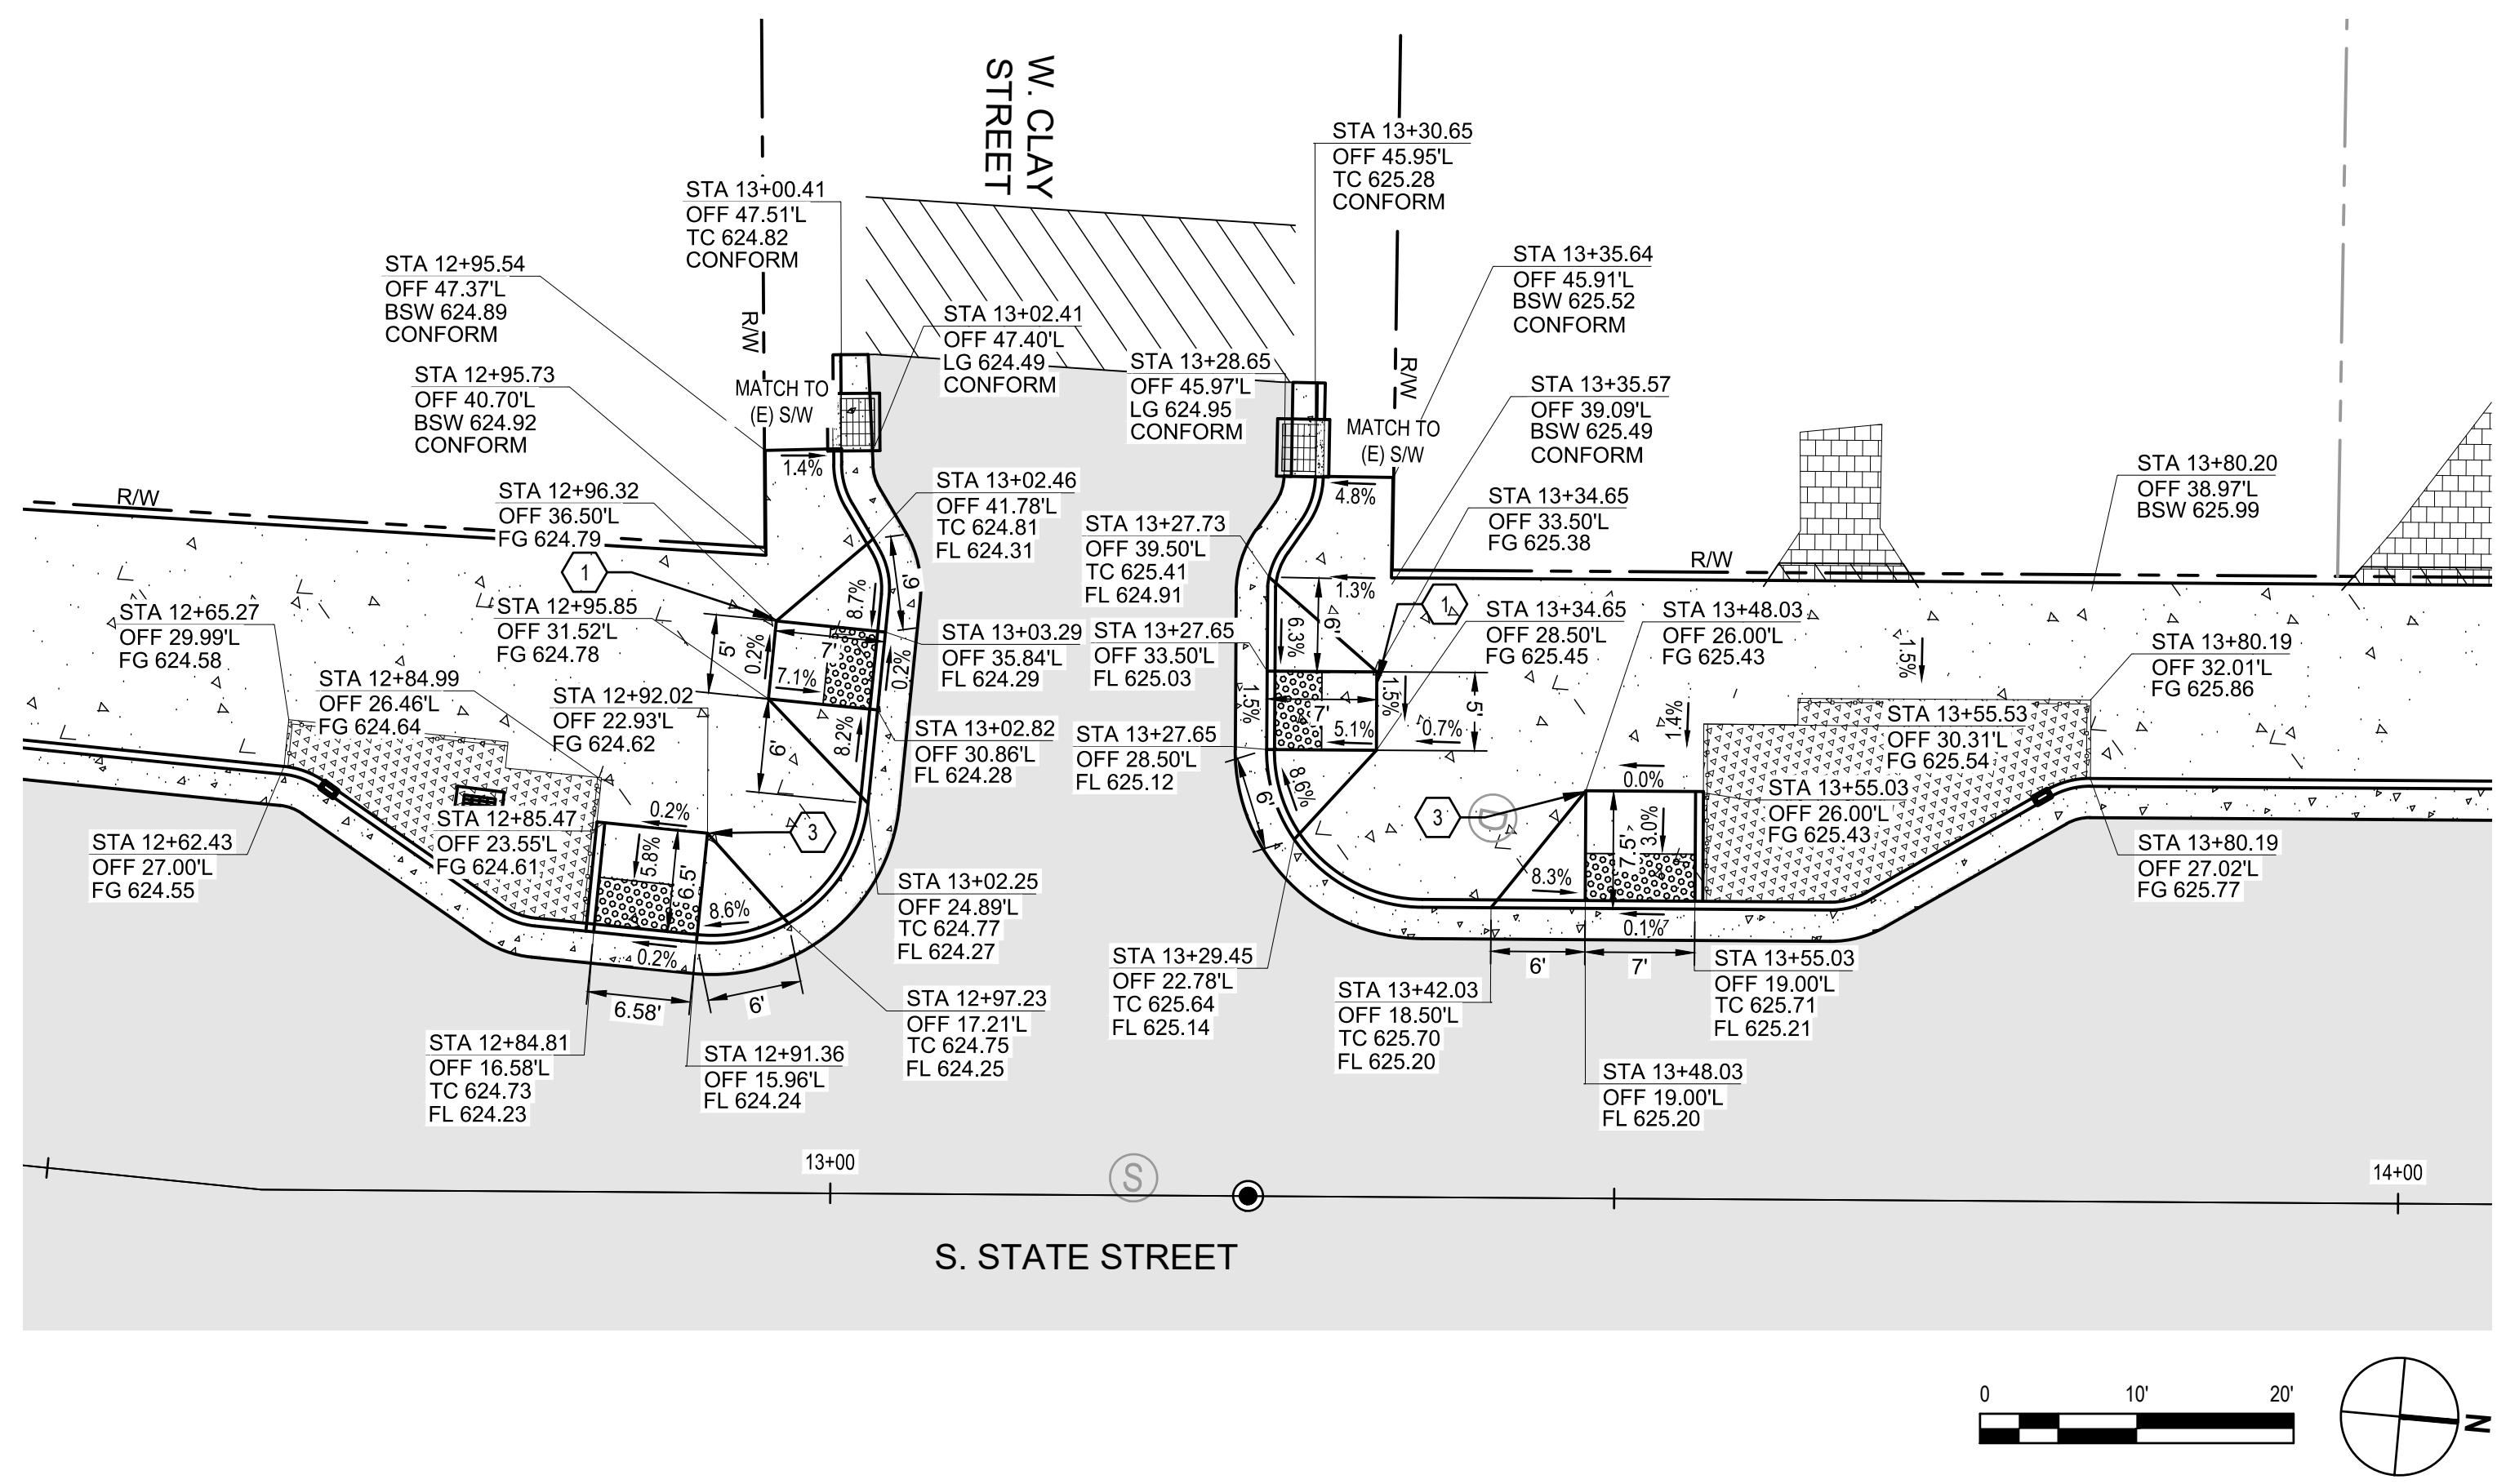 W. CLAY
STREET
STA 13+30.65
OFF 45.95'L
TC 625.28
CONFORM
STA 13+00.41
OFF 47.51'L
TC 624.82
CONFORM
STA 12+95.54
OFF 47.37'L
BSW 624.89
CONFORM
STA 13+35.64
OFF 45.91'L
BSW 625.52
CONFORM
R/W
STA 13+02.41
OFF 47.40'L
LG 624.49
CONFORM
STA 13+28.65
OFF 45.97'L
LG 624.95
CONFORM
R/W
STA 12+95.73
OFF 40.70'L
BSW 624.92
CONFORM
MATCH TO
(E) S/W
STA 13+35.57
OFF 39.09'L
BSW 625.49
CONFORM
MATCH TO
(E) S/W
1.4%
4.8%
STA 13+80.20
OFF 38.97'L
BSW 625.99
R/W
STA 12+96.32
OFF 36.50'L
FG 624.79
STA 13+02.46
OFF 41.78'L
TC 624.81
FL 624.31
STA 13+27.73
OFF 39.50'L
TC 625.41
FL 624.91
STA 13+34.65
OFF 33.50'L
FG 625.38
R/W
1
8.7%
6'
1.3%
1
STA 12+65.27
OFF 29.99'L
FG 624.58
STA 12+95.85
OFF 31.52'L
FG 624.78
STA 13+03.29
OFF 35.84'L
FL 624.29
STA 13+27.65
OFF 33.50'L
FL 625.03
6.3%
6'
STA 13+34.65
OFF 28.50'L
FG 625.45
STA 13+48.03
OFF 26.00'L
FG 625.43
1.5%
STA 13+80.19
OFF 32.01'L
FG 625.86
5'
0.2%
7'
7.1%
0.2%
STA 12+84.99
OFF 26.46'L
FG 624.64
STA 12+92.02
OFF 22.93'L
FG 624.62
8.2%
6'
STA 13+02.82
OFF 30.86'L
FL 624.28
STA 13+27.65
OFF 28.50'L
FL 625.12
1.5%
7'
5.1%
1.5%
0.7%
5'
1.4%
STA 13+55.53
OFF 30.31'L
FG 625.54
0.0%
STA 12+85.47
OFF 23.55'L
FG 624.61
0.2%
3
8.6%
6'
3
D
STA 13+55.03
OFF 26.00'L
FG 625.43
STA 12+62.43
OFF 27.00'L
FG 624.55
5.8%
6.5'
7.5'
3.0%
STA 13+80.19
OFF 27.02'L
FG 625.77
8.6%
8.3%
STA 13+02.25
OFF 24.89'L
TC 624.77
FL 624.27
0.2%
0.1%
STA 13+29.45
OFF 22.78'L
TC 625.64
FL 625.14
6'
7'
STA 13+55.03
OFF 19.00'L
TC 625.71
FL 625.21
6.58'
6'
STA 12+97.23
OFF 17.21'L
TC 624.75
FL 624.25
STA 13+42.03
OFF 18.50'L
TC 625.70
FL 625.20
STA 12+84.81
OFF 16.58'L
TC 624.73
FL 624.23
STA 12+91.36
OFF 15.96'L
FL 624.24
STA 13+48.03
OFF 19.00'L
FL 625.20
13+00
S
14+00
S. STATE STREET
0 10' 20'
N